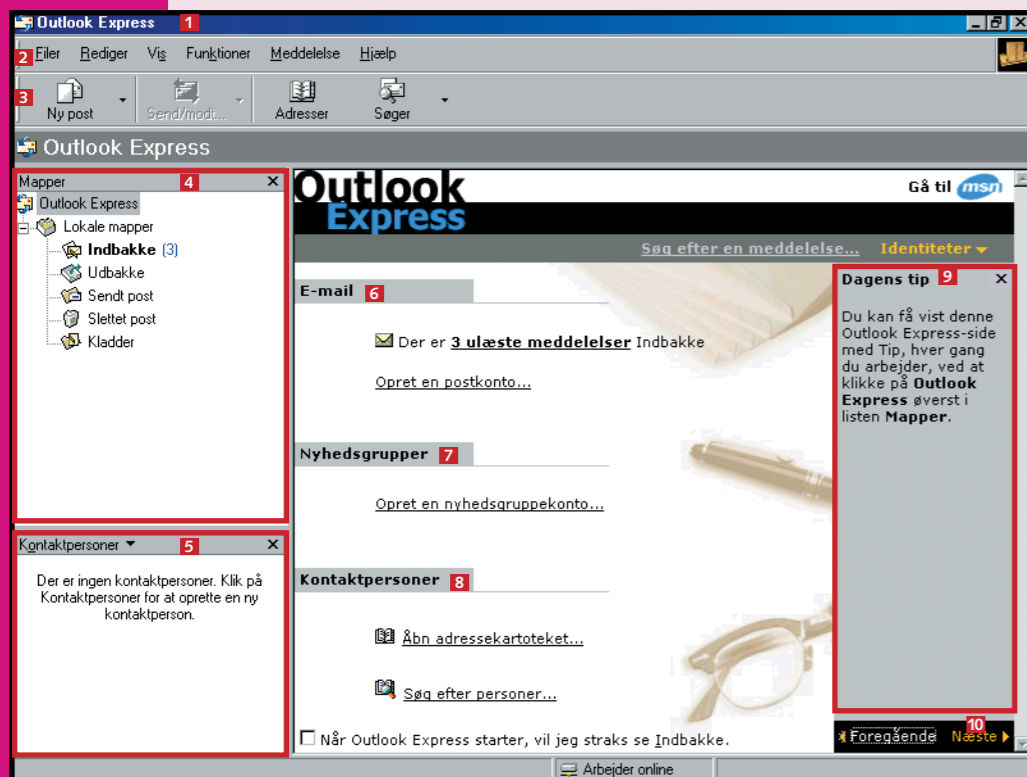 Outlook Express 1
2 Filer Rediger Vis Funktioner Meddelelse Hjælp
3
Ny post Send/modt... Adresser Søger
Outlook Express
Mapper 4
Outlook Express
Lokale mapper
Indbakke (3)
Udbakke
Sendt post
Slettet post
Kladder
Kontaktpersoner 5
Der er ingen kontaktpersoner. Klik på
Kontaktpersoner for at oprette en ny
kontaktperson.
Outlook
Express
Gå til msn
Søg efter en meddelelse... Identiteter
E-mail 6
Der er 3 ulæste meddelelser Indbakke
Opret en postkonto...
Nyhedsgrupper 7
Opret en nyhedsgruppekonto...
Kontaktpersoner 8
Åbn adressekartoteket...
Søg efter personer...
Når Outlook Express starter, vil jeg straks se Indbakke.
Dagens tip 9
Du kan få vist denne
Outlook Express-side
med Tip, hver gang
du arbejder, ved at
klikke på Outlook
Express øverst i
listen Mapper.
10
Foregående Næste
Arbejder online